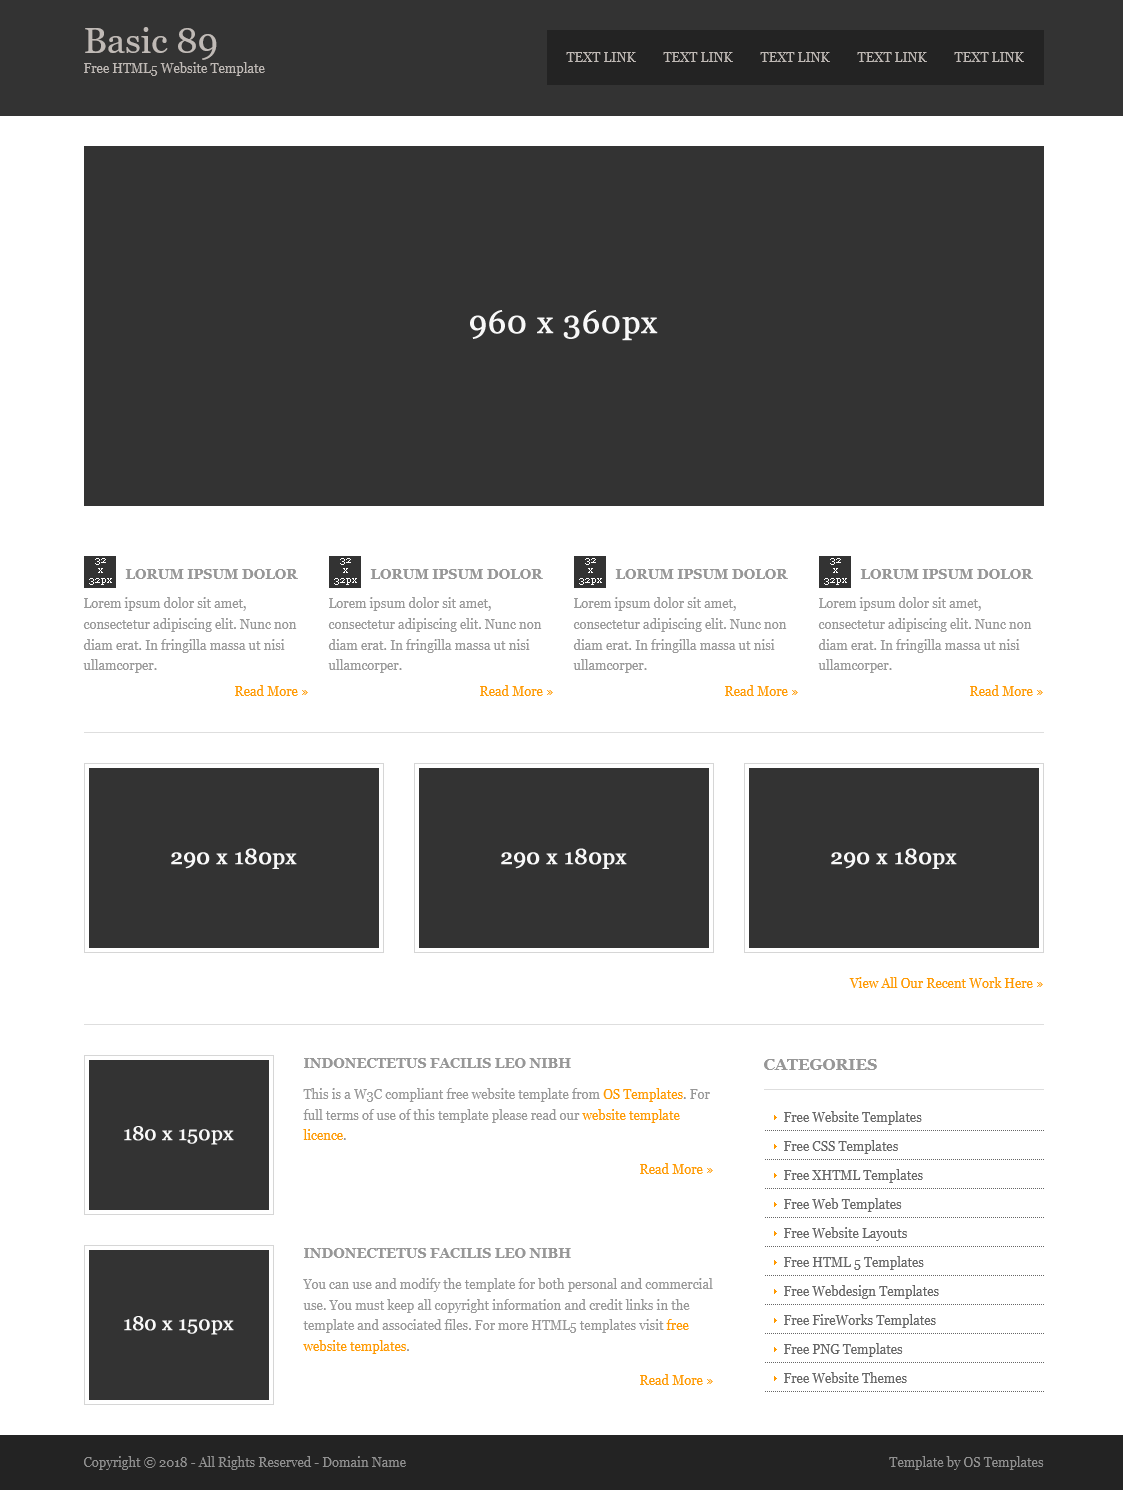 Basic 89
Free HTML5 Website Template
TEXT LINK TEXT LINK TEXT LINK TEXT LINK TEXT LINK
960 x 360px
32
x
32px
LORUM IPSUM DOLOR
Lorem ipsum dolor sit amet,
consectetur adipiscing elit. Nunc non
diam erat. In fringilla massa ut nisi
ullamcorper.
Read More »
32
x
32px
LORUM IPSUM DOLOR
Lorem ipsum dolor sit amet,
consectetur adipiscing elit. Nunc non
diam erat. In fringilla massa ut nisi
ullamcorper.
Read More »
32
x
32px
LORUM IPSUM DOLOR
Lorem ipsum dolor sit amet,
consectetur adipiscing elit. Nunc non
diam erat. In fringilla massa ut nisi
ullamcorper.
Read More »
32
x
32px
LORUM IPSUM DOLOR
Lorem ipsum dolor sit amet,
consectetur adipiscing elit. Nunc non
diam erat. In fringilla massa ut nisi
ullamcorper.
Read More »
290 x 180px
290 x 180px
290 x 180px
View All Our Recent Work Here »
180 x 150px
INDONECTETUS FACILIS LEO NIBH
This is a W3C compliant free website template from OS Templates. For
full terms of use of this template please read our website template
licence.
Read More »
180 x 150px
INDONECTETUS FACILIS LEO NIBH
You can use and modify the template for both personal and commercial
use. You must keep all copyright information and credit links in the
template and associated files. For more HTML5 templates visit free
website templates.
Read More »
CATEGORIES
Free Website Templates
Free CSS Templates
Free XHTML Templates
Free Web Templates
Free Website Layouts
Free HTML 5 Templates
Free Webdesign Templates
Free FireWorks Templates
Free PNG Templates
Free Website Themes
Copyright © 2018 - All Rights Reserved - Domain Name
Template by OS Templates